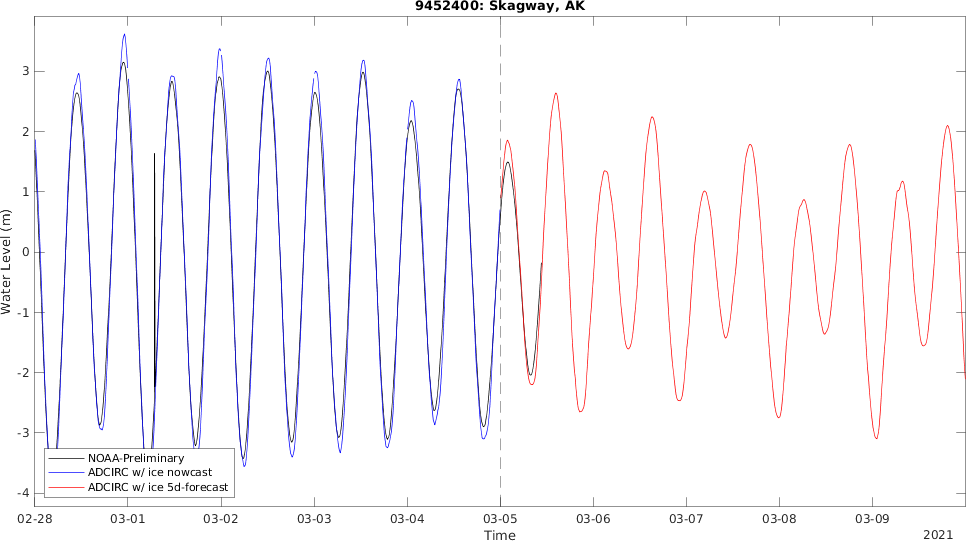 9452400: Skagway, AK
Water Level (m)
3
2
1
0
-1
-2
-3
-4
NOAA-Preliminary
ADCIRC w/ ice nowcast
ADCIRC w/ ice 5d-forecast
02-28 03-01 03-02 03-03 03-04 03-05 03-06 03-07 03-08 03-09
Time
2021